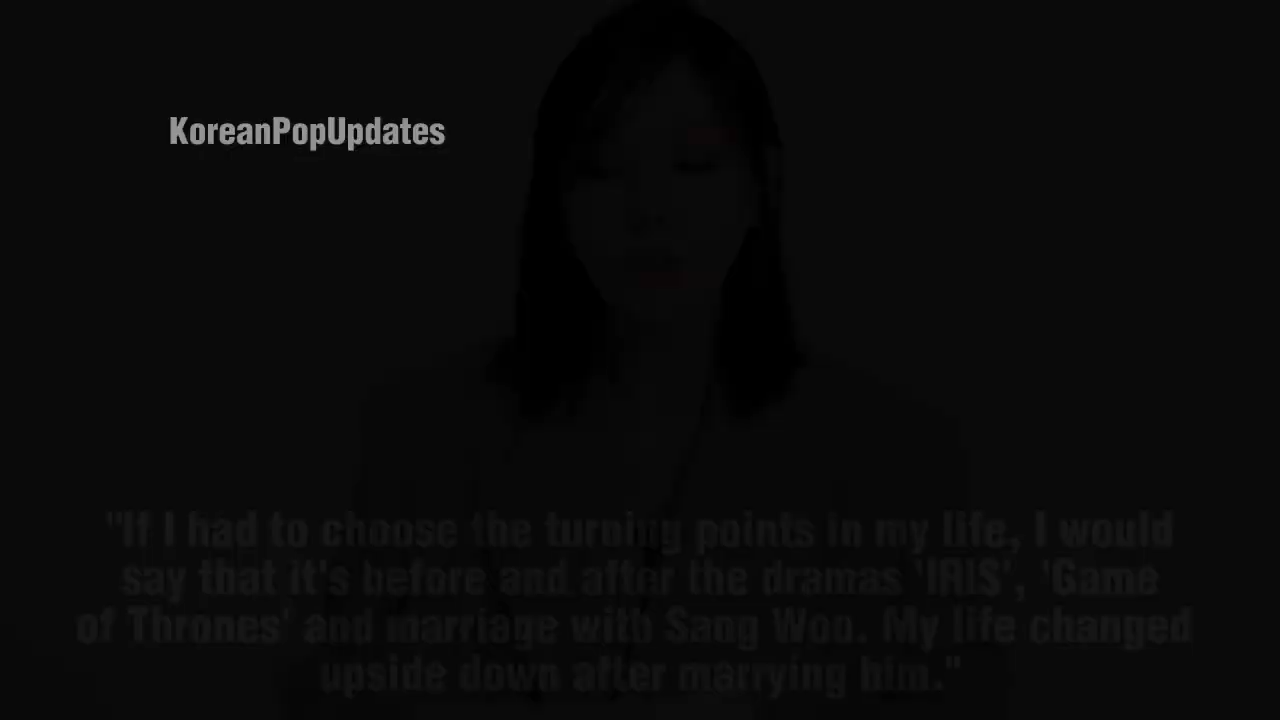 KoreanPopUpdates
"If I had to choose the turning points in my life, I would
say that it's before and after the dramas 'IRIS', 'Game
of Thrones' and marriage with Sang Woo. My life changed
upside down after marrying him."